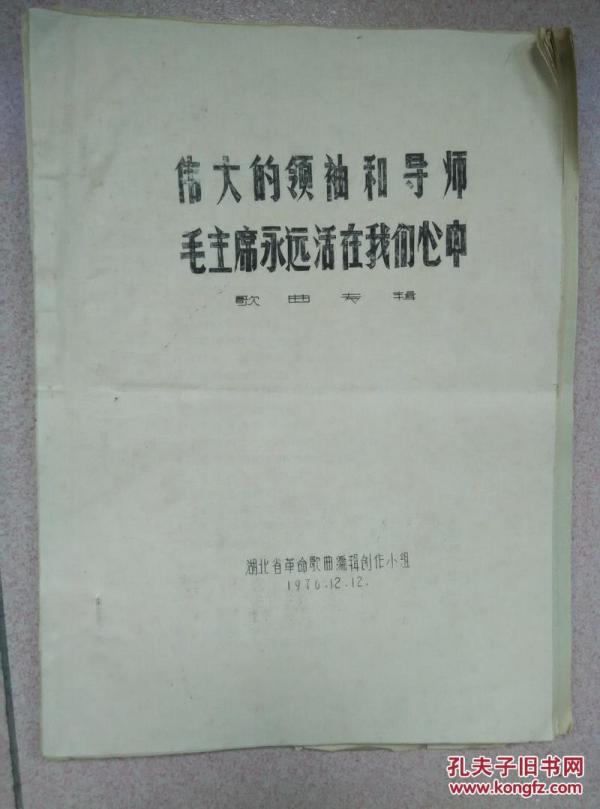 伟大的领袖和导师
毛主席永远活在我们心中
歌曲专辑
湖北省革命歌曲编辑创作小组
1976.12.12.
孔夫子旧书网
www.kongfz.com